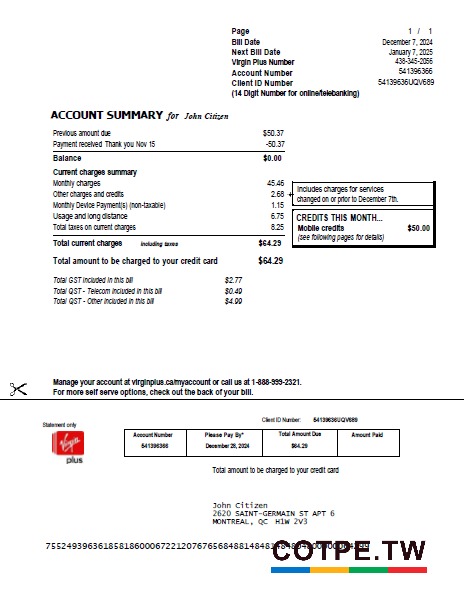 Page 1 / 1
Bill Date December 7, 2024
Next Bill Date January 7, 2025
Virgin Plus Number 438-345-2056
Account Number 541396366
Client ID Number 54139636UQV689
(14 Digit Number for online/telebanking)
ACCOUNT SUMMARY for John Citizen
Previous amount due $50.37
Payment received Thank you Nov 15 -50.37
Balance $0.00
Current charges summary
Monthly charges 45.46
Other charges and credits 2.68
Monthly Device Payment(s) (non-taxable) 1.15
Usage and long distance 6.75
Total taxes on current charges 8.25
Total current charges including taxes $64.29
Total amount to be charged to your credit card $64.29
Includes charges for services
changed on or prior to December 7th.
CREDITS THIS MONTH...
Mobile credits $50.00
(see following pages for details)
Total GST included in this bill $2.77
Total QST - Telecom included in this bill $0.49
Total QST - Other included in this bill $4.99
Manage your account at virginplus.ca/myaccount or call us at 1-888-999-2321.
For more self serve options, check out the back of your bill.
Statement only
Virgin
plus
Client ID Number: 54139636UQV689
Account Number Please Pay By* Total Amount Due Amount Paid
541396366 December 28, 2024 $64.29
Total amount to be charged to your credit card
John Citizen
2620 SAINT-GERMAIN ST APT 6
MONTREAL, QC H1W 2V3
COTPE.TW